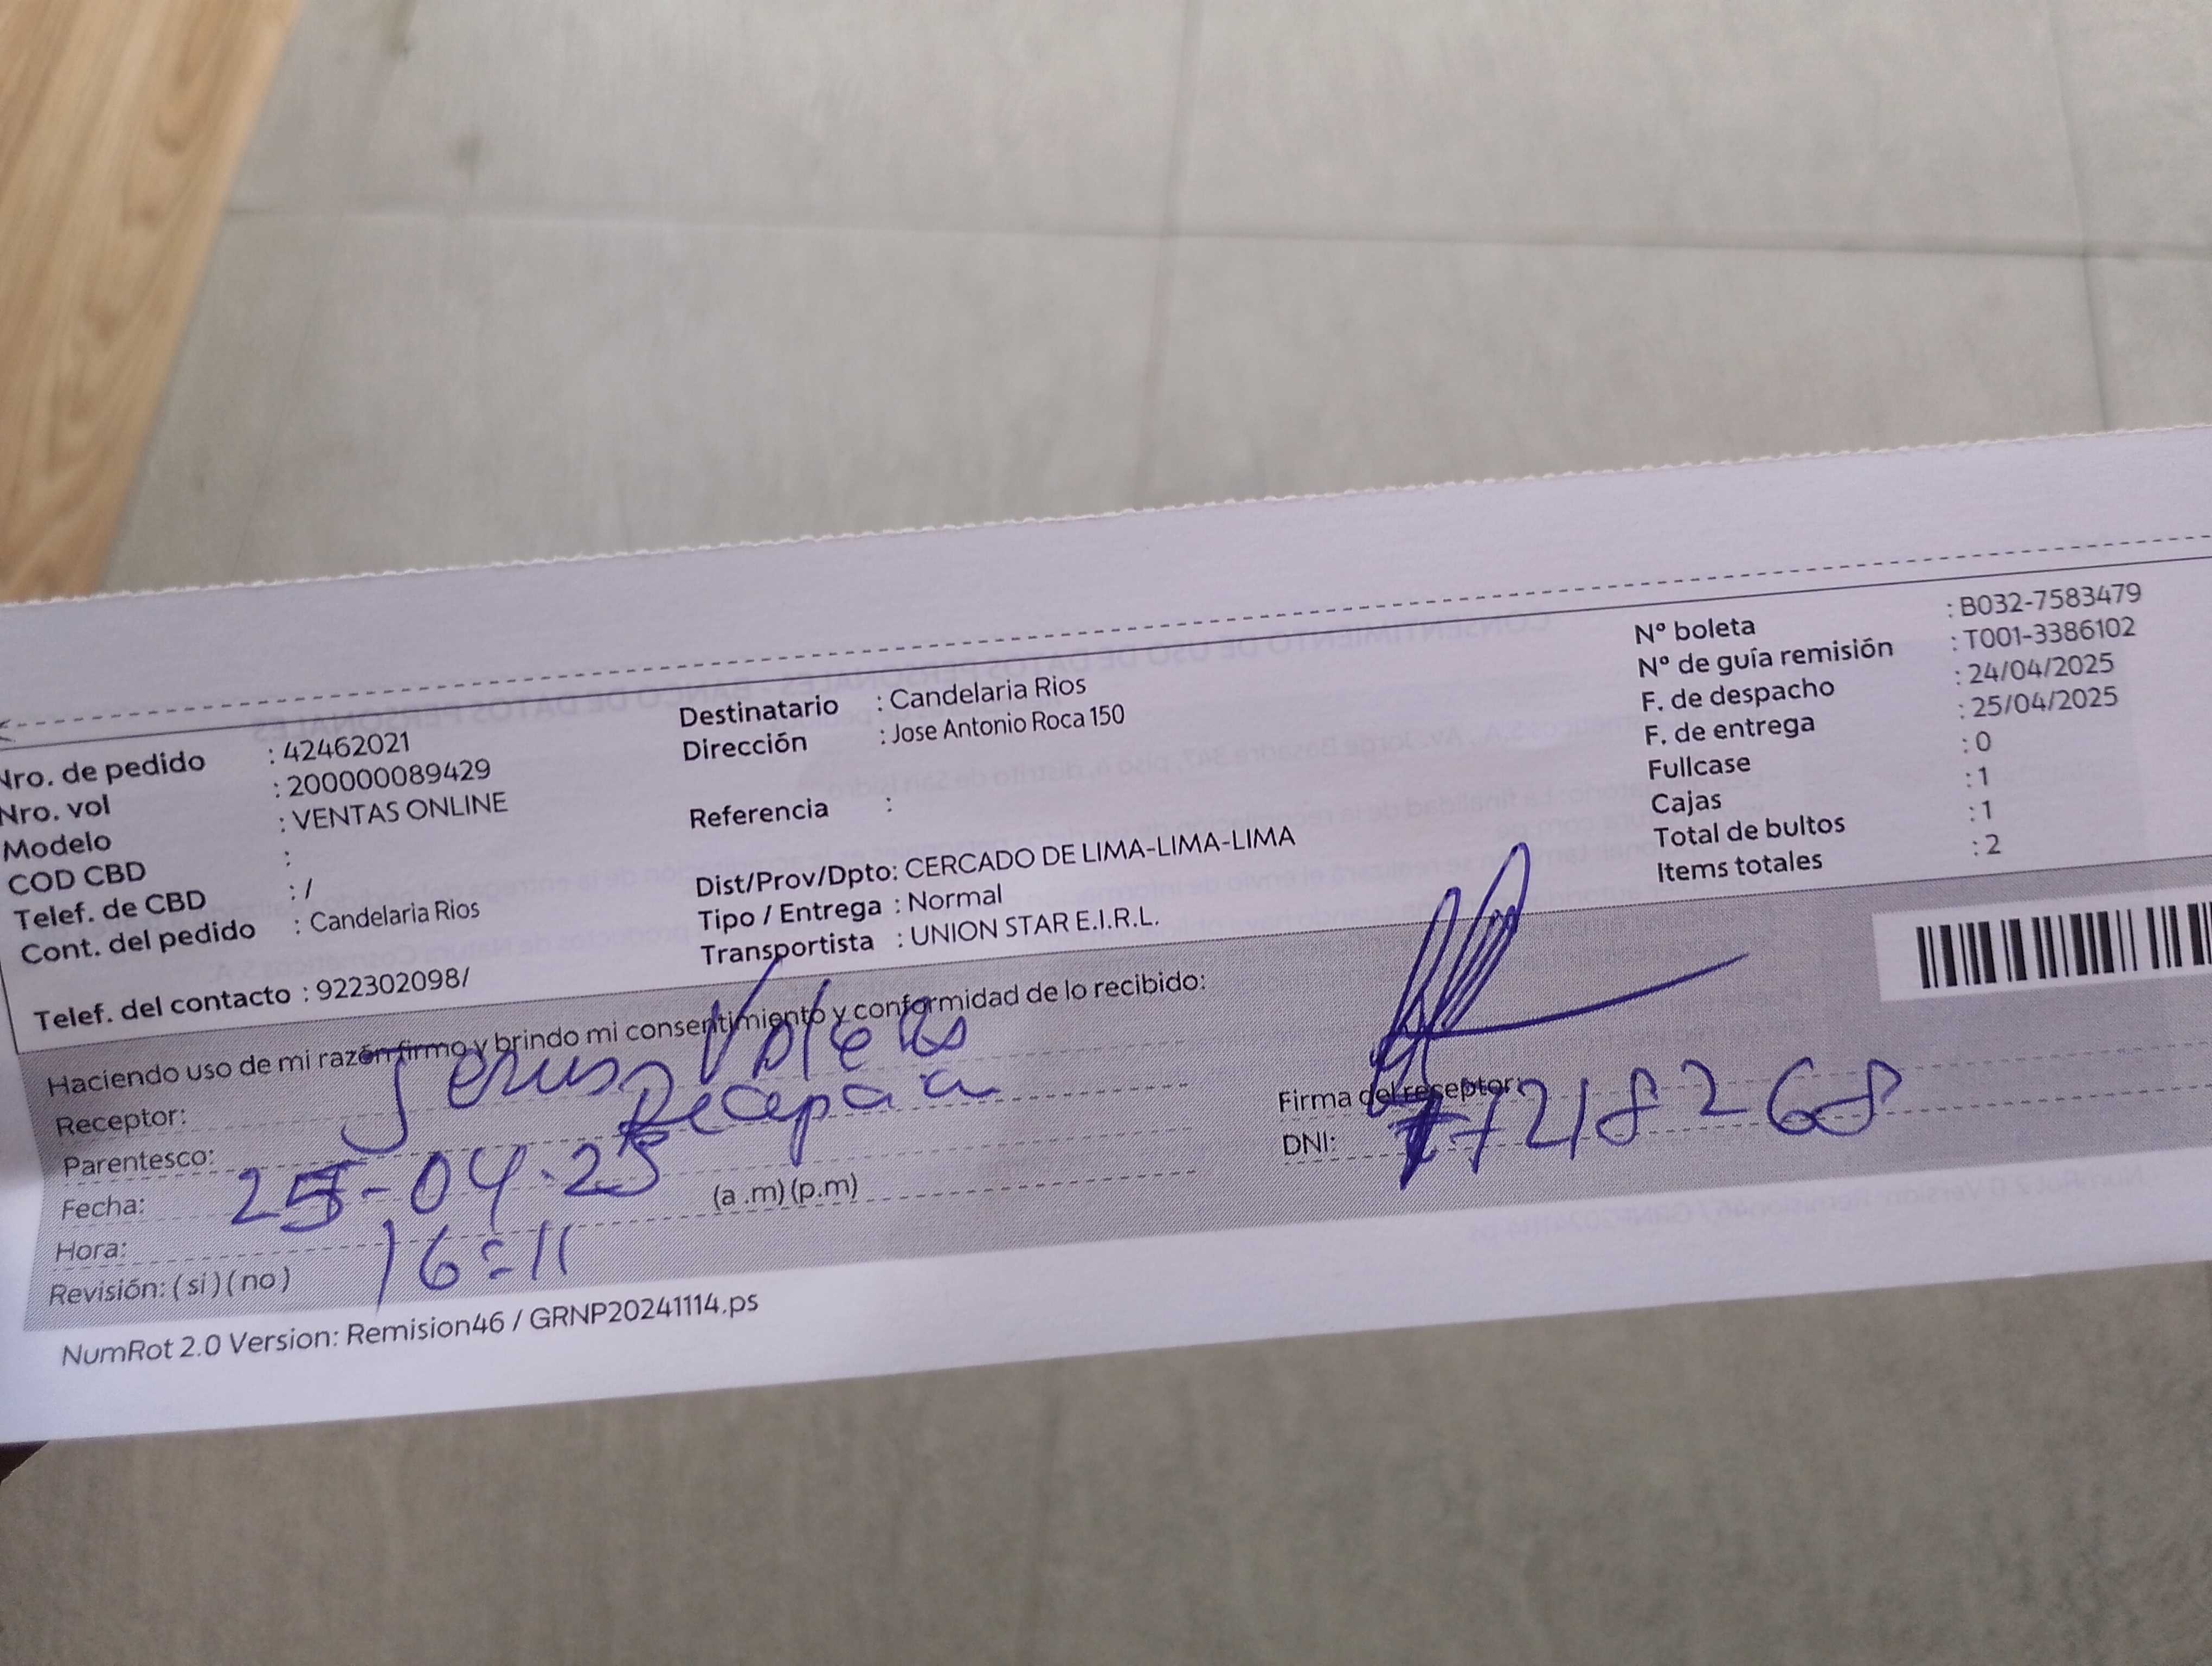 Nro. de pedido : 42462021
Nro. vol : 200000089429
Modelo : VENTAS ONLINE
COD CBD :
Telef. de CBD : /
Cont. del pedido : Candelaria Rios
Telef. del contacto : 922302098/
Destinatario : Candelaria Rios
Dirección : Jose Antonio Roca 150
Referencia :
Dist/Prov/Dpto: CERCADO DE LIMA-LIMA-LIMA
Tipo / Entrega : Normal
Transportista : UNION STAR E.I.R.L.
Nº boleta : B032-7583479
Nº de guía remisión : T001-3386102
F. de despacho : 24/04/2025
F. de entrega : 25/04/2025
Fullcase : 0
Cajas : 1
Total de bultos : 1
Items totales : 2
Haciendo uso de mi razón firmo y brindo mi consentimiento y conformidad de lo recibido:
Receptor: Jesus
Parentesco:
Fecha: 25-04-25
Hora: 16:11 (a .m) (p.m)
Revisión: ( si ) ( no )
Firma del receptor:
DNI: 77218268
NumRot 2.0 Version: Remision46 / GRNP20241114.ps